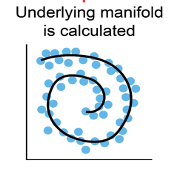 Underlying manifold
is calculated